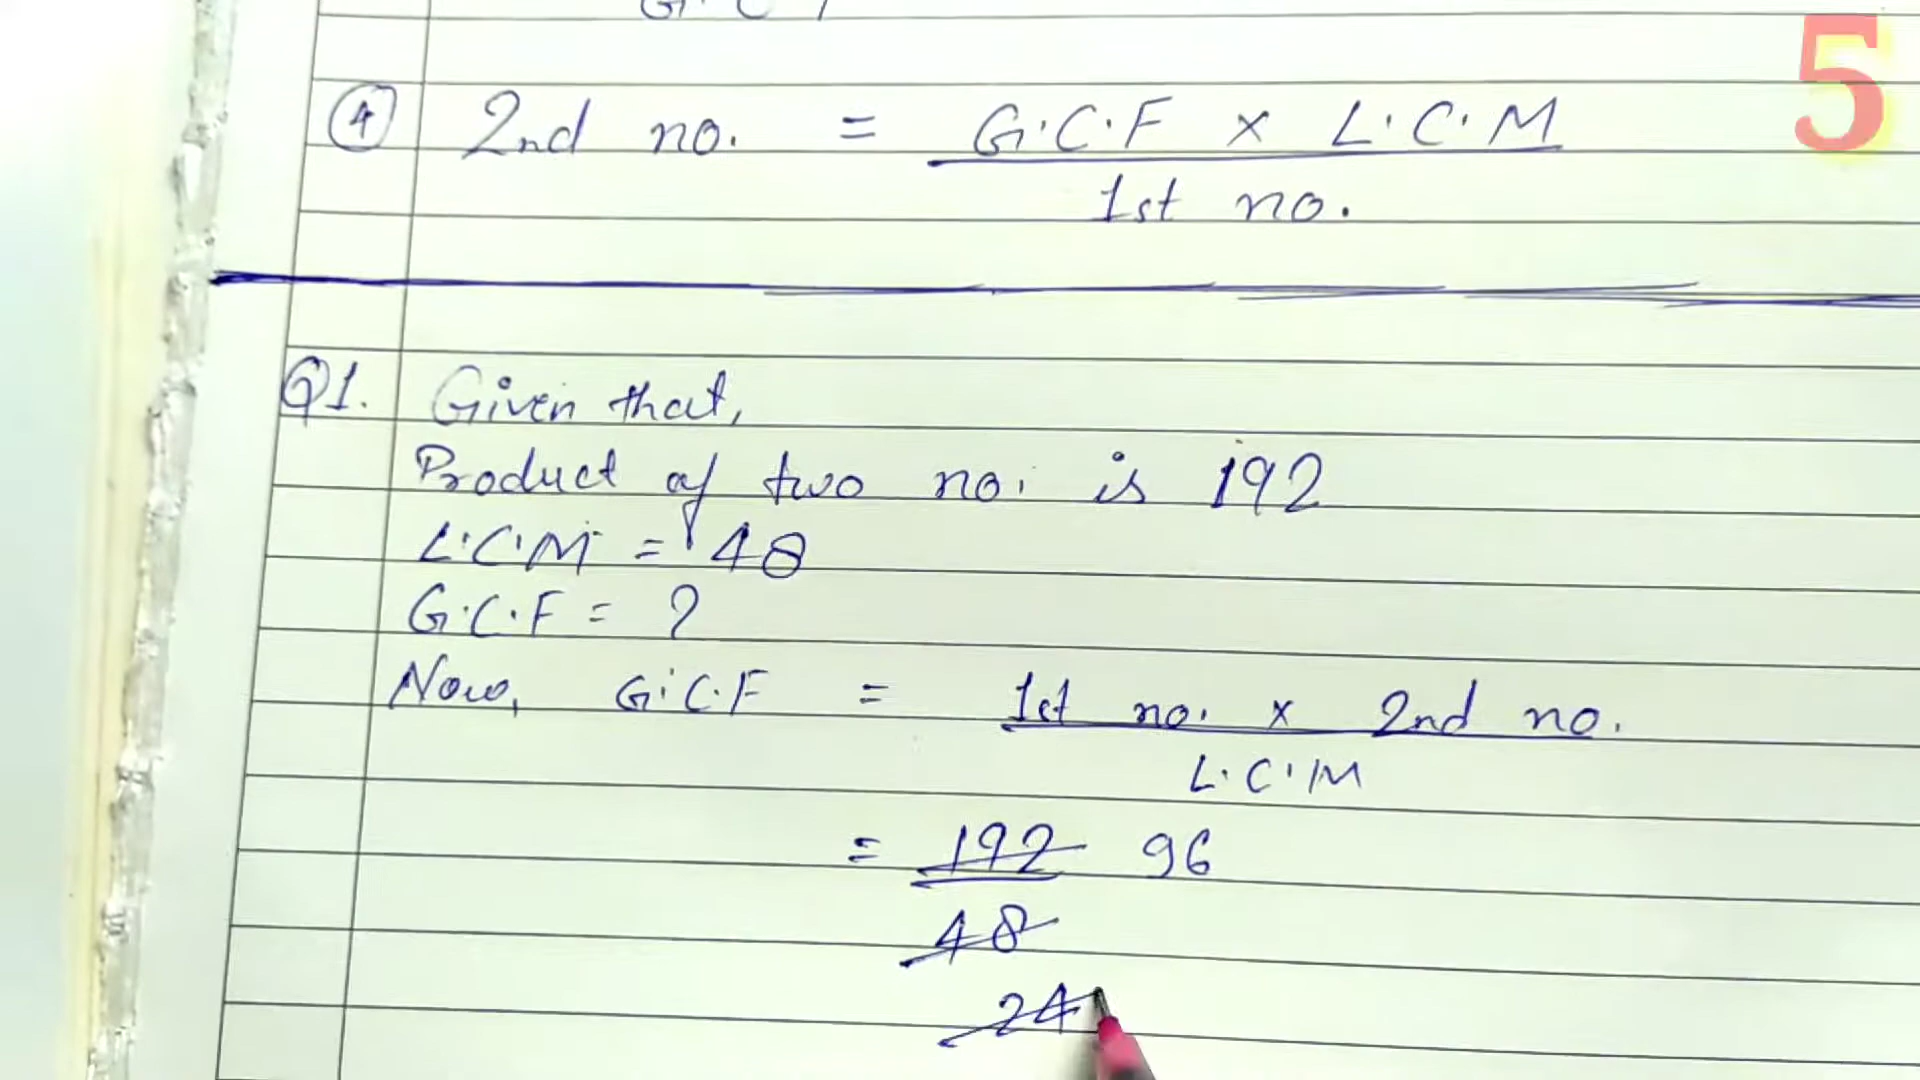 5
④ 2nd no. = G.C.F × L.C.M
1st no.
Q1. Given that,
Product of two no. is 192
L.C.M = 48
G.C.F = ?
Now, G.C.F = 1st no. × 2nd no.
L.C.M
= 192 96
48
24